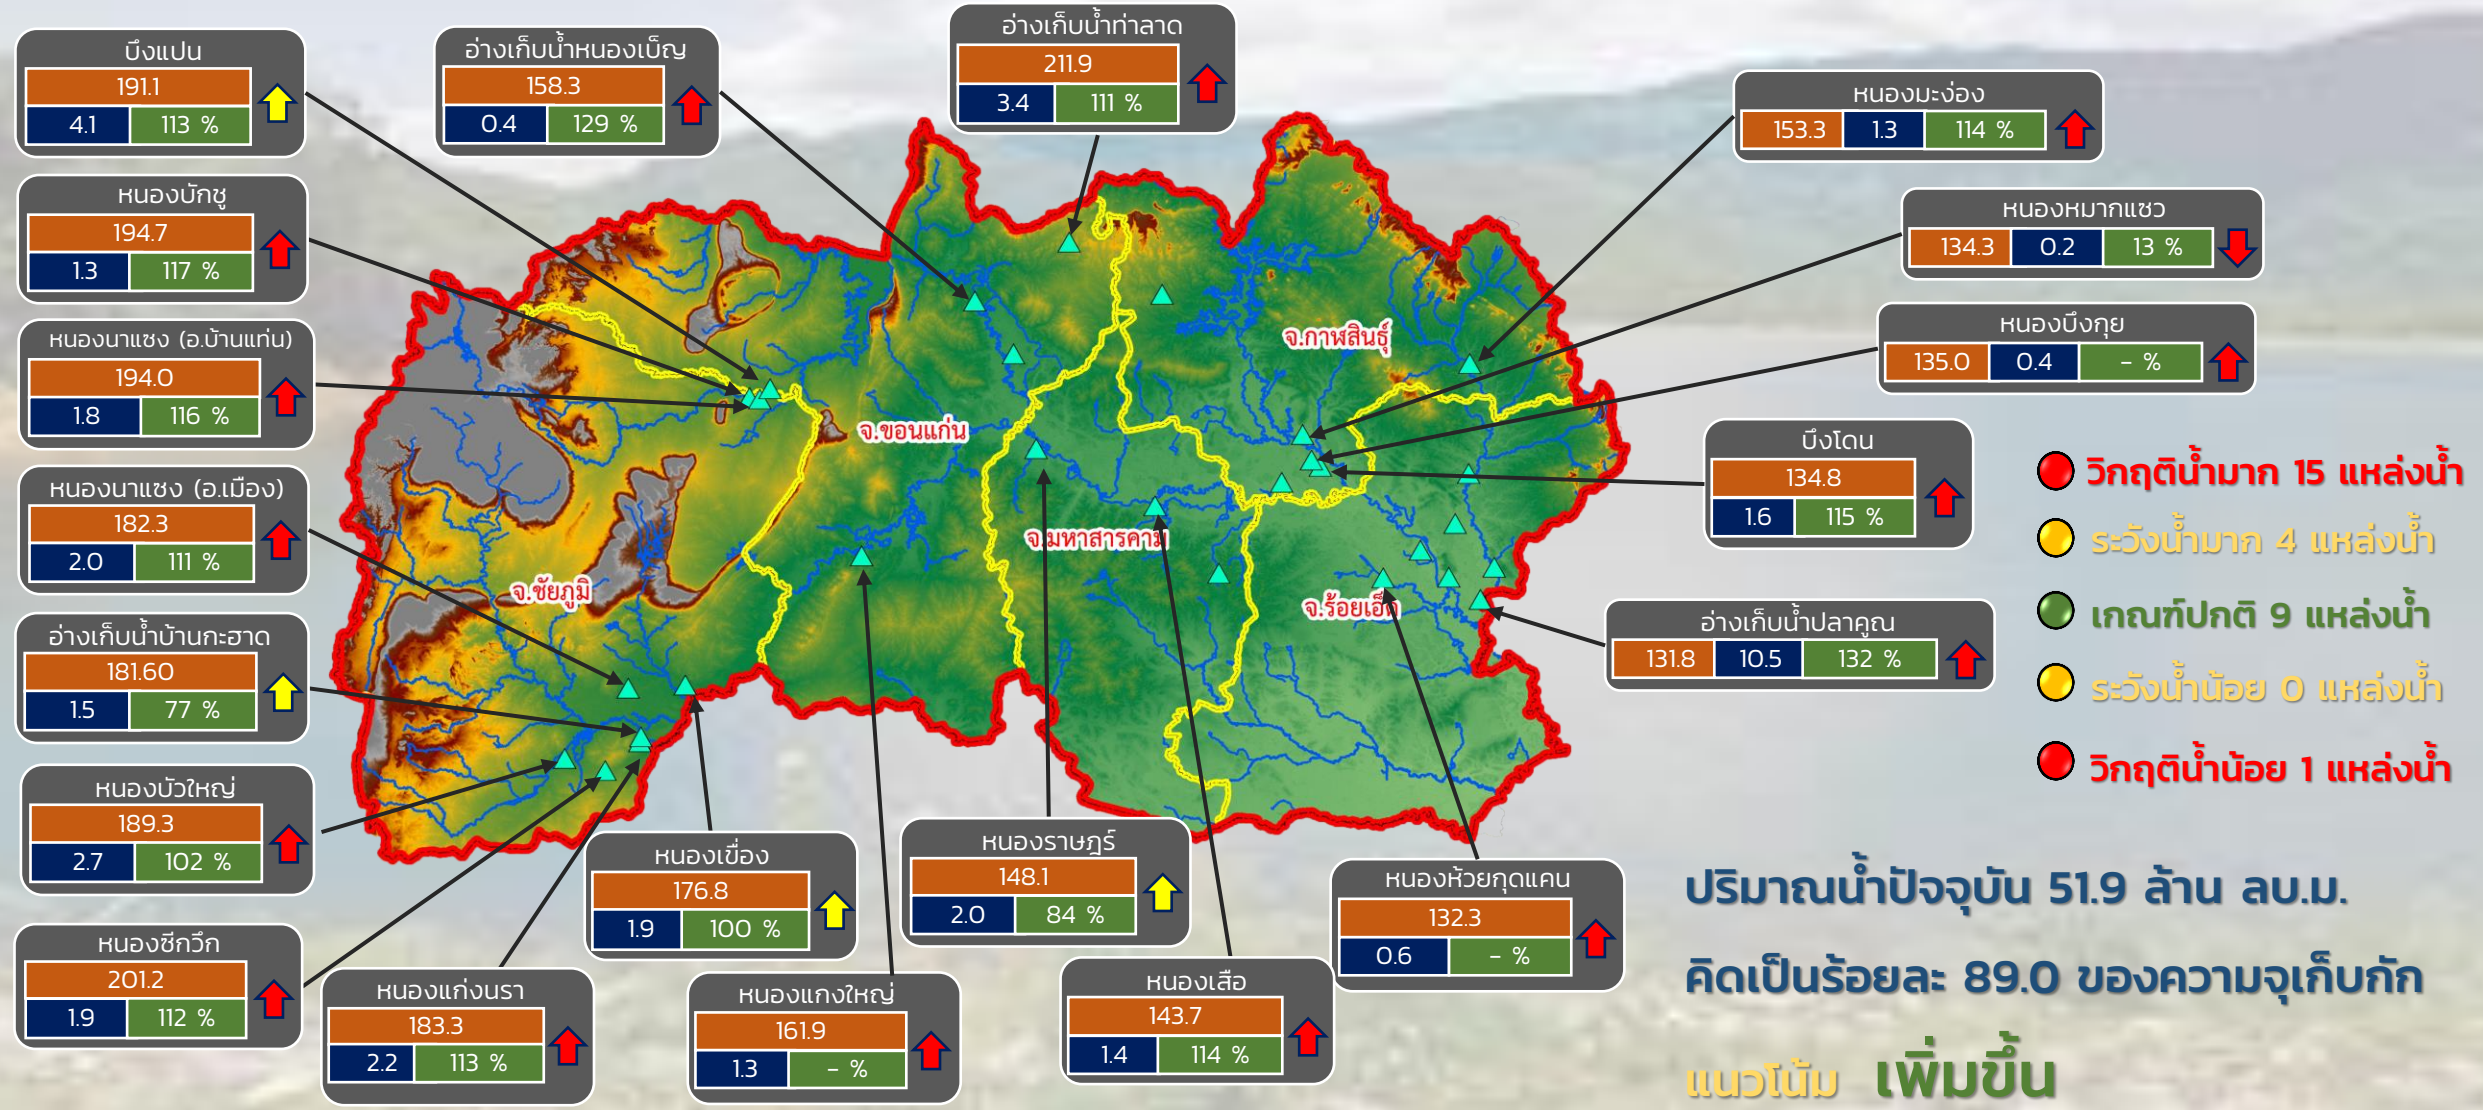 บึงแปน
191.1
4.1 113 %
อ่างเก็บน้ำหนองเบ็ญ
158.3
0.4 129 %
อ่างเก็บน้ำท่าลาด
211.9
3.4 111 %
หนองมะง่อง
153.3 1.3 114 %
หนองบักชู
194.7
1.3 117 %
หนองหมากแซว
134.3 0.2 13 %
หนองนาแซง (อ.บ้านแท่น)
194.0
1.8 116 %
หนองบึงกุย
135.0 0.4 - %
จ.กาฬสินธุ์
จ.ขอนแก่น
จ.มหาสารคาม
จ.ชัยภูมิ
จ.ร้อยเอ็ด
หนองนาแซง (อ.เมือง)
182.3
2.0 111 %
บึงโดน
134.8
1.6 115 %
อ่างเก็บน้ำบ้านกะฮาด
181.60
1.5 77 %
อ่างเก็บน้ำปลาคูณ
131.8 10.5 132 %
วิกฤติน้ำมาก 15 แหล่งน้ำ
ระวังน้ำมาก 4 แหล่งน้ำ
เกณฑ์ปกติ 9 แหล่งน้ำ
ระวังน้ำน้อย 0 แหล่งน้ำ
วิกฤติน้ำน้อย 1 แหล่งน้ำ
หนองบัวใหญ่
189.3
2.7 102 %
หนองเขื่อง
176.8
1.9 100 %
หนองราษฎร์
148.1
2.0 84 %
หนองห้วยกุดแคน
132.3
0.6 - %
หนองซีกวึก
201.2
1.9 112 %
หนองแก่งนรา
183.3
2.2 113 %
หนองแกงใหญ่
161.9
1.3 - %
หนองเสือ
143.7
1.4 114 %
ปริมาณน้ำปัจจุบัน 51.9 ล้าน ลบ.ม.
คิดเป็นร้อยละ 89.0 ของความจุเก็บกัก
แนวโน้ม เพิ่มขึ้น